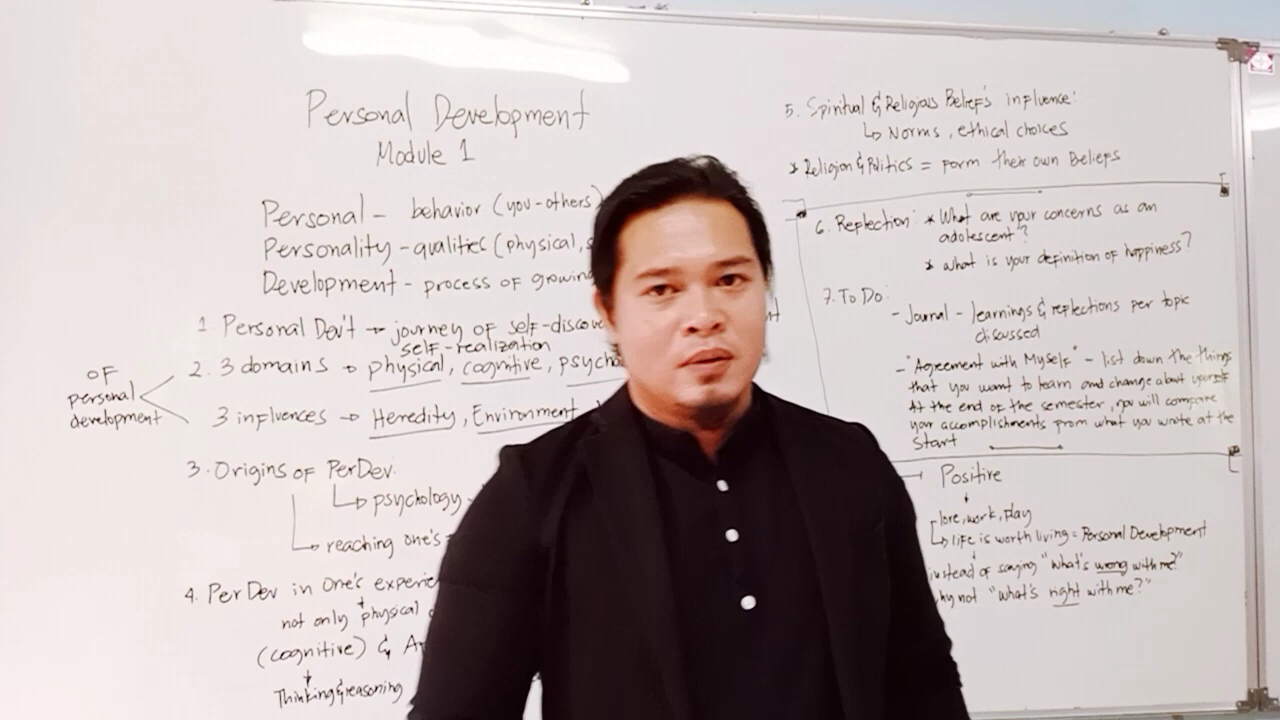 Personal Development
Module 1
Personal - behavior (you-others)
Personality - qualities (physical,
Development - process of growing
1. Personal Dev't → journey of self-discove
self-realization
2. 3 domains → physical, cognitive, psycho
OF
personal
development
3 influences → Heredity, Environment
3. Origins of PerDev
↳ psychology
reaching one's
4. PerDev in One's experie
not only physical
(cognitive) &
Thinking & reasoning
5. Spiritual & Religious Belief's influence:
↳ Norms, ethical choices
* Religion & Politics = form their own Beliefs
6. Reflection: * What are your concerns as an
adolescent?
* what is your definition of happiness?
7. To Do:
- Journal - learnings & reflections per topic
discussed
- "Agreement with Myself" - list down the things
that you want to learn and change about yourself
At the end of the semester, you will compare
your accomplishments from what you wrote at the
start
Positive
love, work, play
↳ life is worth living = Personal Development
instead of saying "what's wrong with me?"
hy not "what's right with me?"